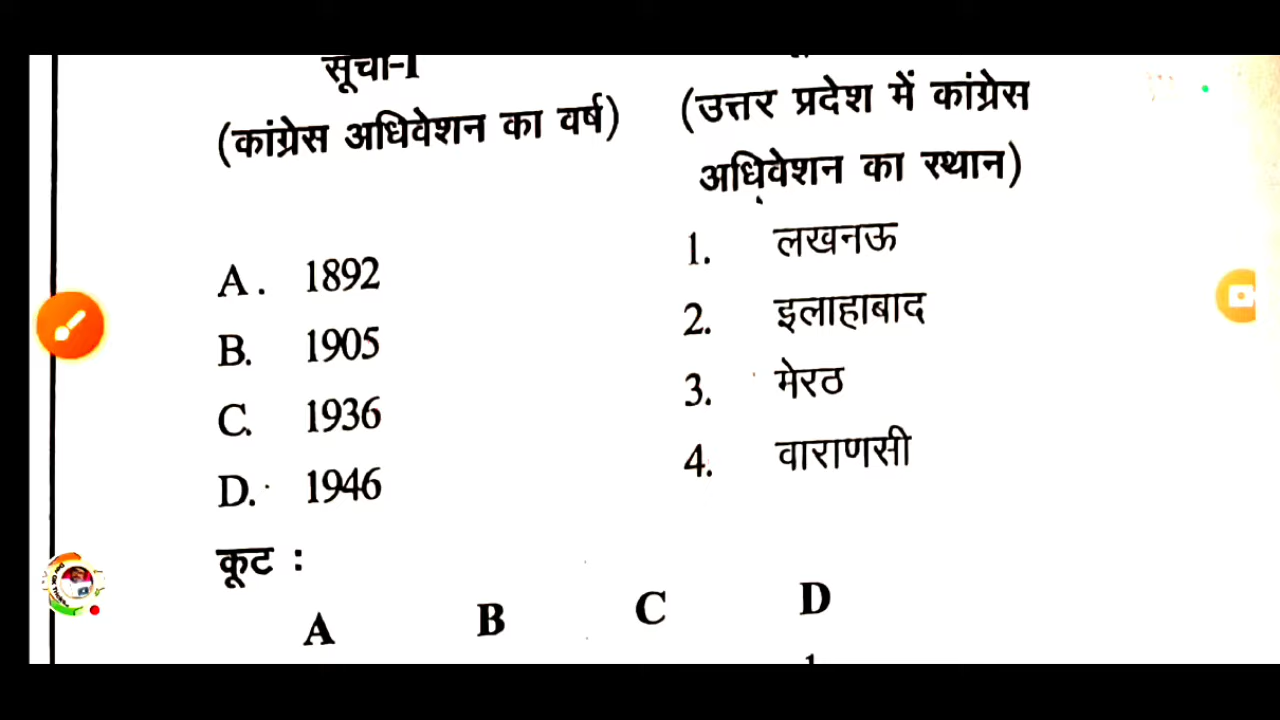 सूची-I
(कांग्रेस अधिवेशन का वर्ष)
(उत्तर प्रदेश में कांग्रेस
अधिवेशन का स्थान)
A. 1892
1. लखनऊ
B. 1905
2. इलाहाबाद
C. 1936
3. मेरठ
D. 1946
4. वाराणसी
कूट :
A B C D